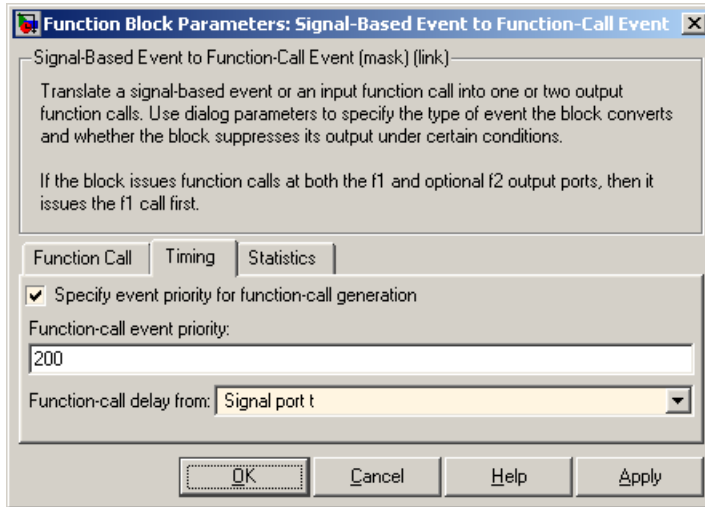 Function Block Parameters: Signal-Based Event to Function-Call Event
Signal-Based Event to Function-Call Event (mask) (link)
Translate a signal-based event or an input function call into one or two output
function calls. Use dialog parameters to specify the type of event the block converts
and whether the block suppresses its output under certain conditions.
If the block issues function calls at both the f1 and optional f2 output ports, then it
issues the f1 call first.
Function Call Timing Statistics
Specify event priority for function-call generation
Function-call event priority:
200
Function-call delay from: Signal port t
OK Cancel Help Apply